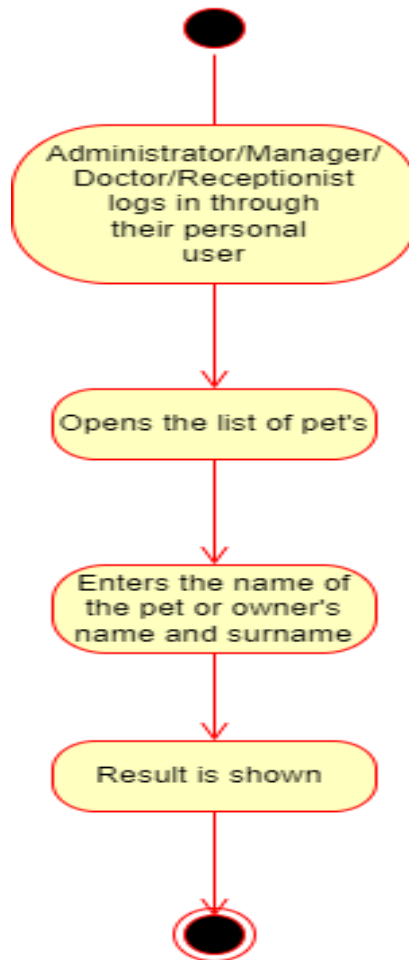 Administrator/Manager/
Doctor/Receptionist
logs in through
their personal
user
Opens the list of pet's
Enters the name of
the pet or owner's
name and surname
Result is shown